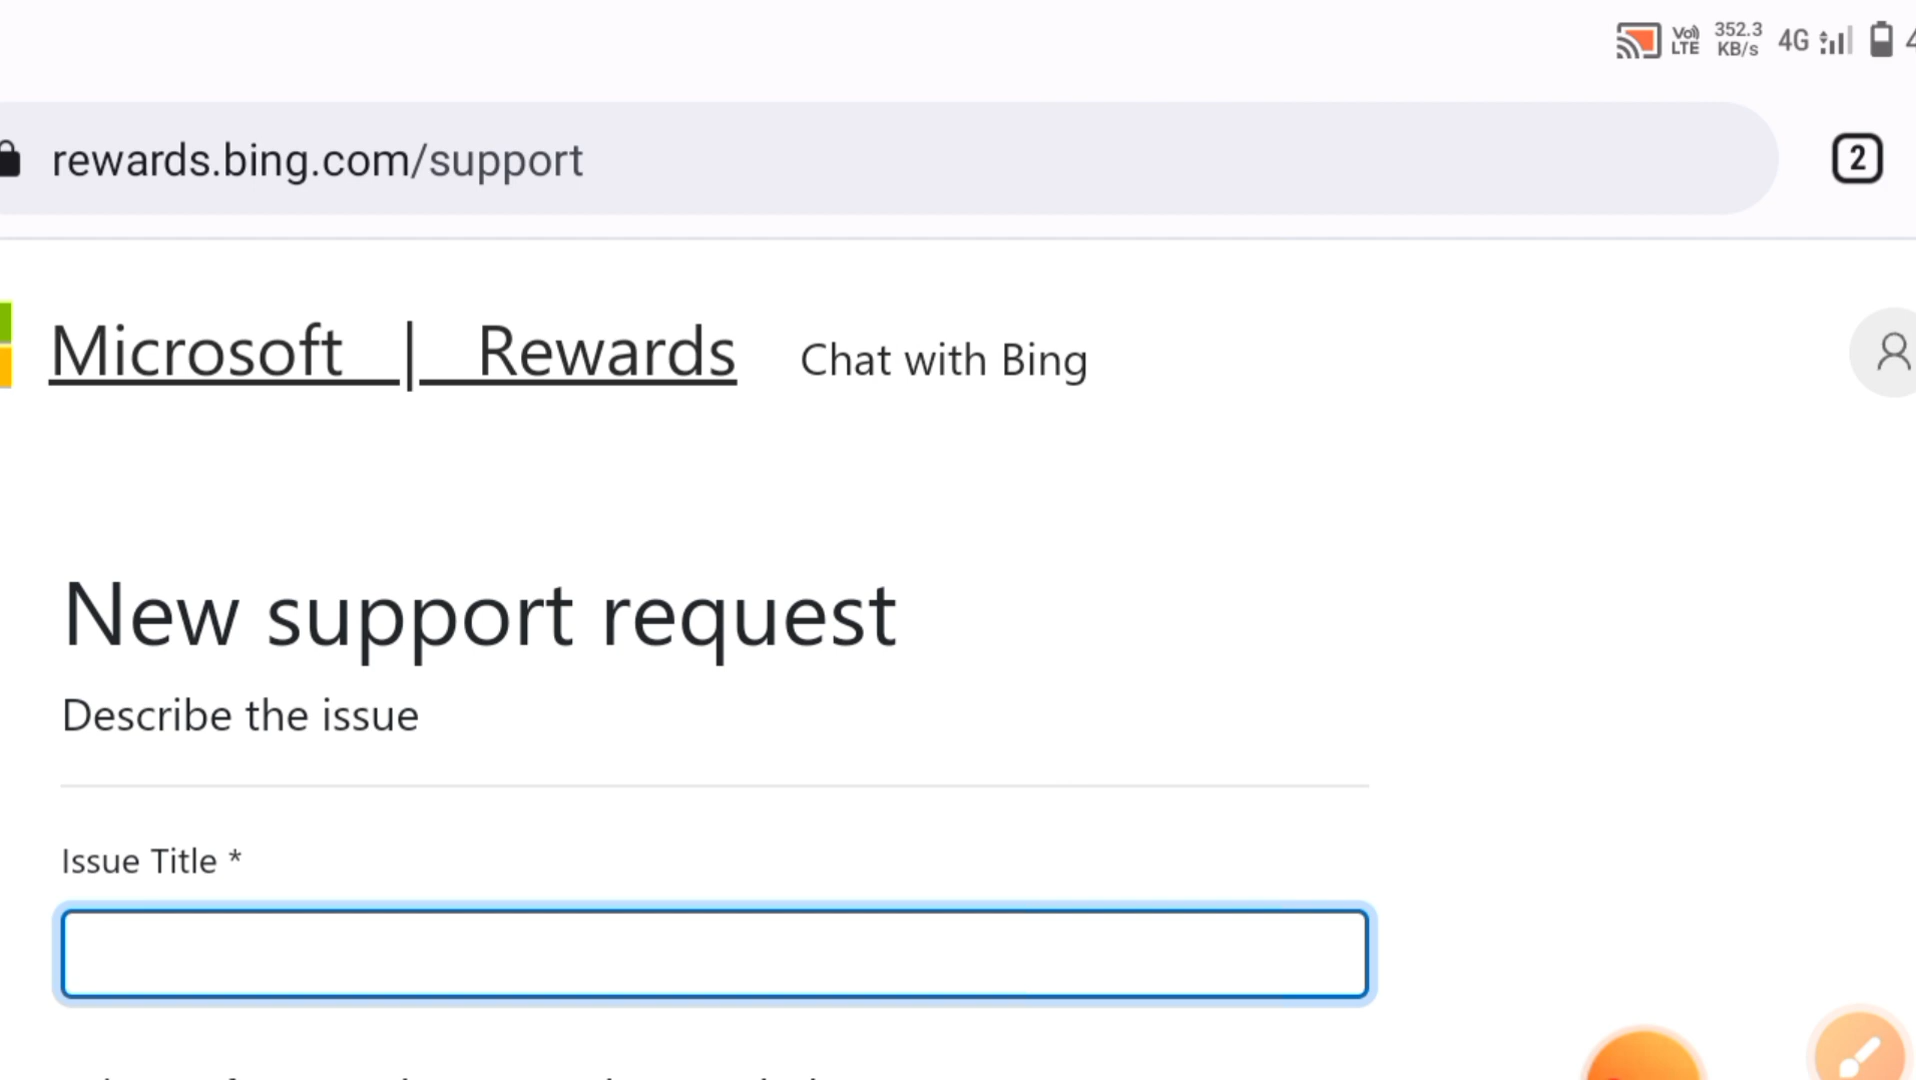 Vo)) 352.3 4G
LTE KB/s
rewards.bing.com/support 2
Microsoft | Rewards Chat with Bing
New support request
Describe the issue
Issue Title *